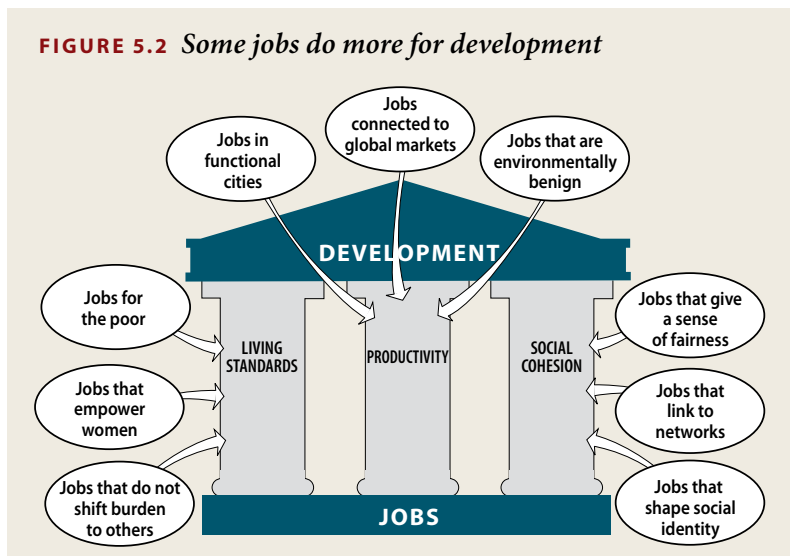 FIGURE 5.2 Some jobs do more for development
Jobs in
functional
cities
Jobs
connected to
global markets
Jobs that are
environmentally
benign
DEVELOPMENT
Jobs for
the poor
Jobs that
empower
women
Jobs that do not
shift burden
to others
LIVING
STANDARDS
PRODUCTIVITY
SOCIAL
COHESION
Jobs that give
a sense
of fairness
Jobs that
link to
networks
Jobs that
shape social
identity
JOBS